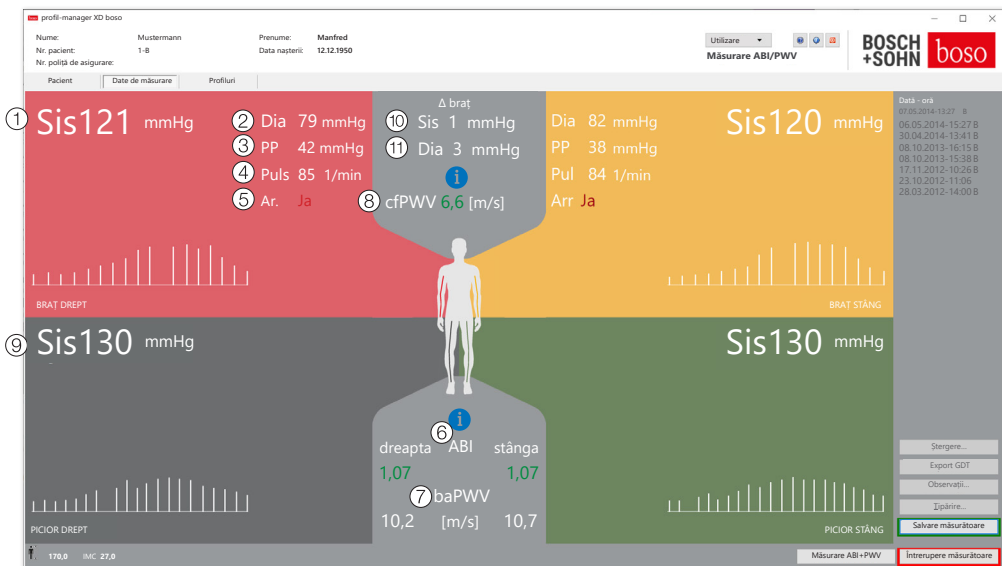 boso profil-manager XD boso
Nume: Mustermann Prenume: Manfred
Nr. pacient: 1-B Data nașterii: 12.12.1950
Nr. poliță de asigurare:
Utilizare
Măsurare ABI/PWV
BOSCH
+SOHN
boso
Pacient Date de măsurare Profiluri
1 Sis121 mmHg
2 Dia 79 mmHg
3 PP 42 mmHg
4 Puls 85 1/min
5 Ar. Ja
Δ braț
10 Sis 1 mmHg
11 Dia 3 mmHg
i
8 cfPWV 6,6 [m/s]
Dia 82 mmHg
PP 38 mmHg
Pul 84 1/min
Arr Ja
Sis120 mmHg
BRAȚ DREPT
BRAȚ STÂNG
9 Sis130 mmHg
Sis130 mmHg
i
6
dreapta ABI stânga
1,07 1,07
7 baPWV
10,2 [m/s] 10,7
PICIOR DREPT
PICIOR STÂNG
Dată - oră
07.05.2014-13:27 B
06.05.2014-15:27 B
30.04.2014-13:41 B
08.10.2013-16:15 B
08.10.2013-15:38 B
17.11.2012-10:26 B
23.10.2012-11:06
28.03.2012-14:00 B
Ștergere...
Export GDT
Observații...
Tipărire...
Salvare măsurătoare
170,0 IMC 27,0
Măsurare ABI+PWV
Întrerupere măsurătoare